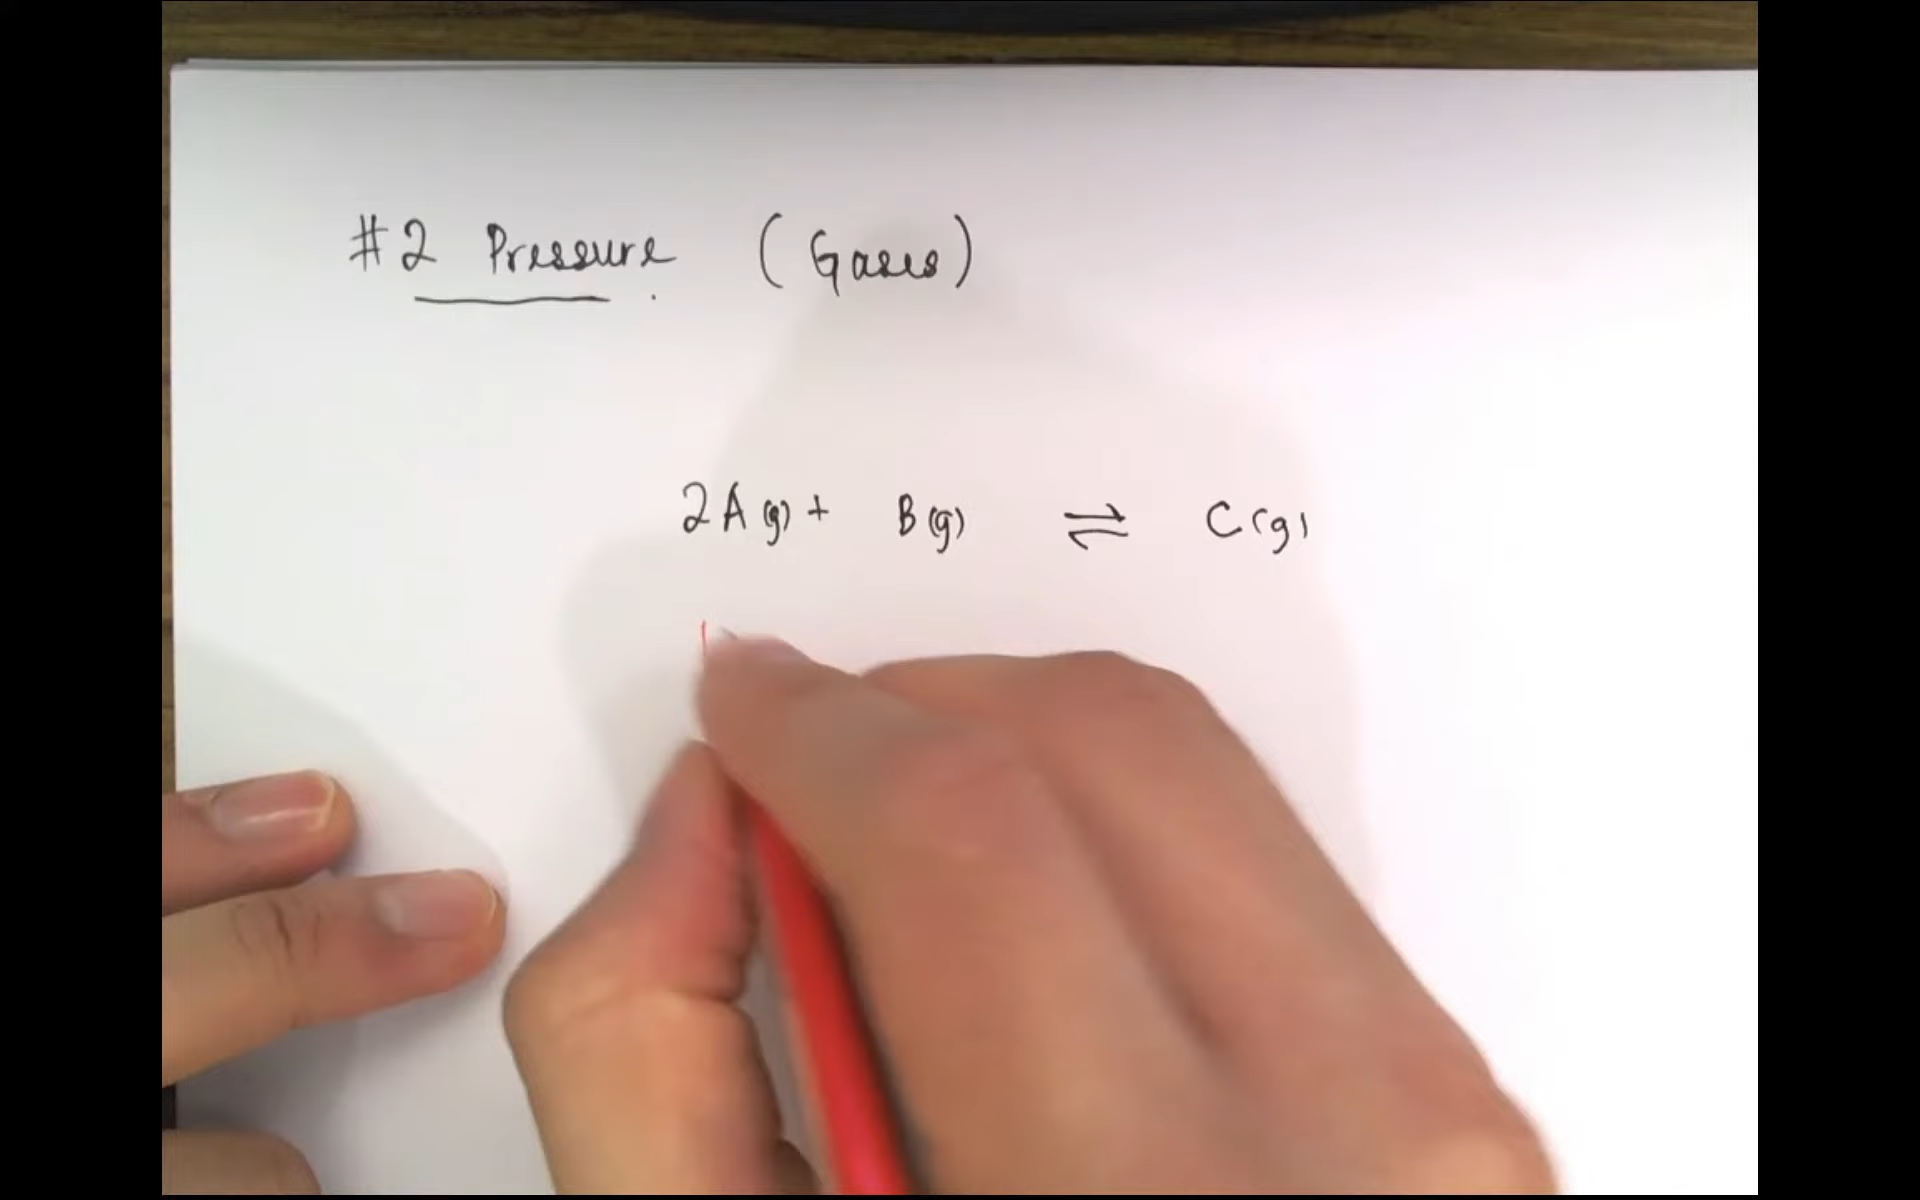 #2 Pressure (Gases)
2A(g) + B(g) ⇌ C(g)